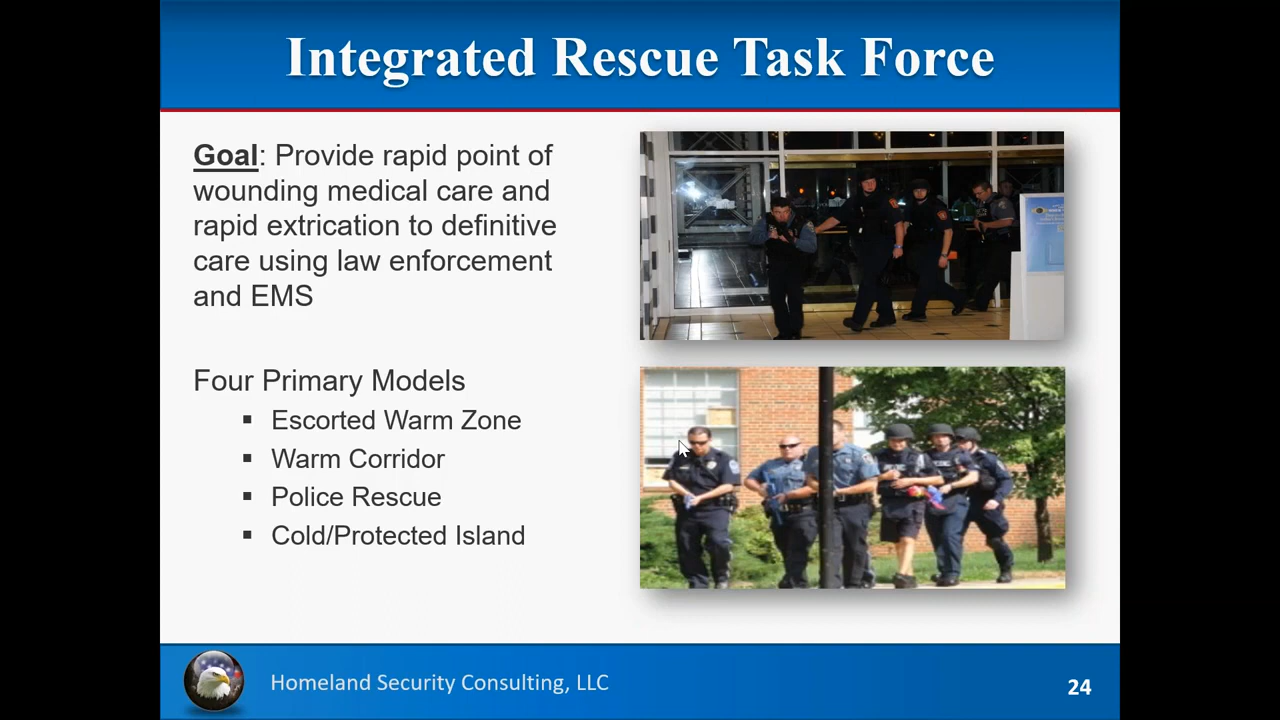 Integrated Rescue Task Force
Goal: Provide rapid point of
wounding medical care and
rapid extrication to definitive
care using law enforcement
and EMS
Four Primary Models
▪ Escorted Warm Zone
▪ Warm Corridor
▪ Police Rescue
▪ Cold/Protected Island
Homeland Security Consulting, LLC
24